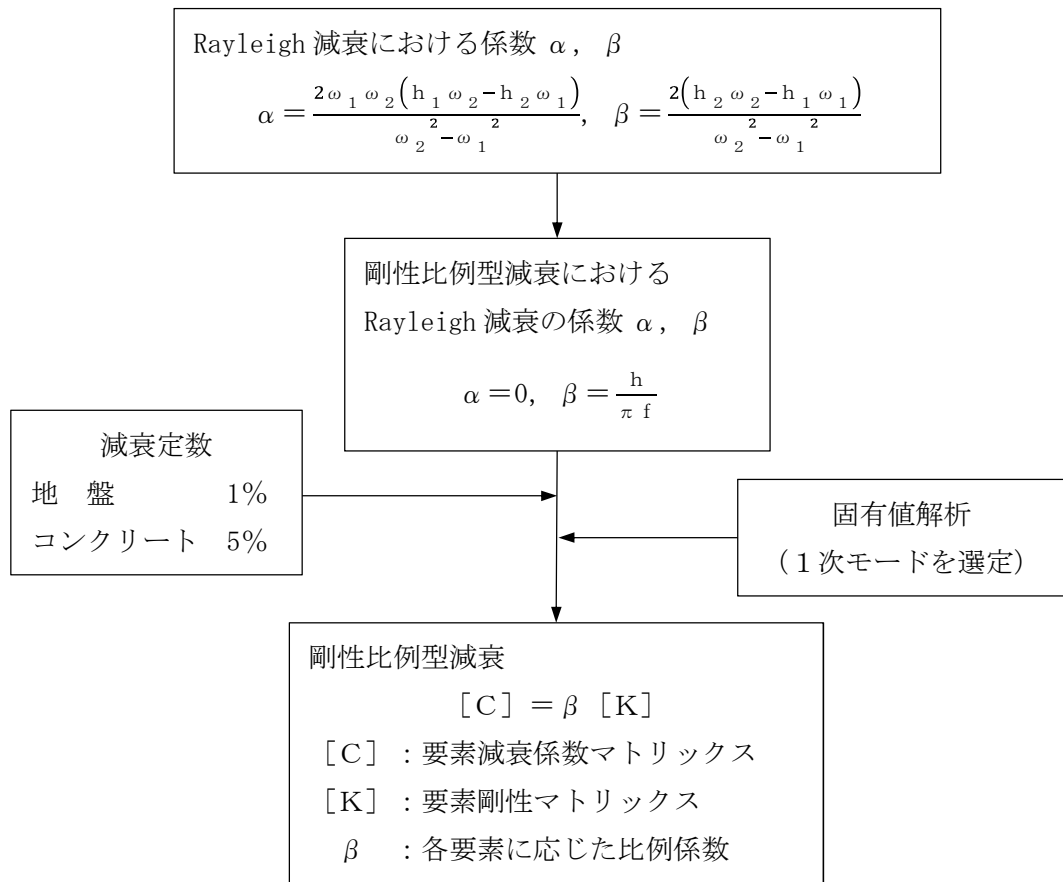 Rayleigh 減衰における係数 α, β
α＝2ω₁ω₂(h₁ω₂－h₂ω₁)/(ω₂²－ω₁²), β＝2(h₂ω₂－h₁ω₁)/(ω₂²－ω₁²)
剛性比例型減衰における
Rayleigh 減衰の係数 α, β
α＝0, β＝h/(πf)
減衰定数
地　盤　1%
コンクリート　5%
固有値解析
（１次モードを選定）
剛性比例型減衰
［Ｃ］＝β［Ｋ］
［Ｃ］：要素減衰係数マトリックス
［Ｋ］：要素剛性マトリックス
β　：各要素に応じた比例係数